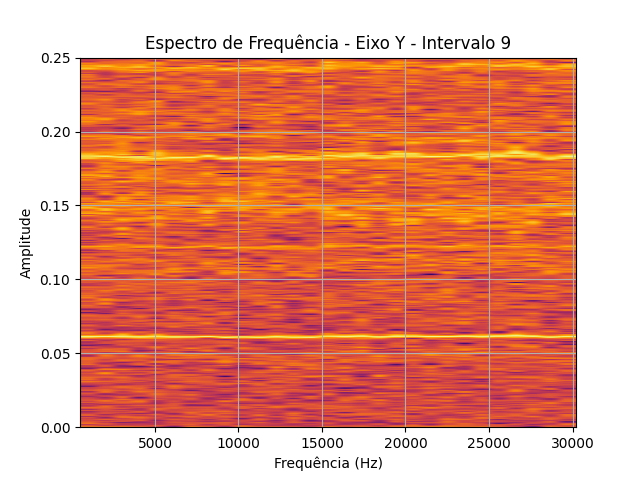 Espectro de Frequência - Eixo Y - Intervalo 9
0.25
0.20
0.15
0.10
0.05
0.00
Amplitude
5000 10000 15000 20000 25000 30000
Frequência (Hz)